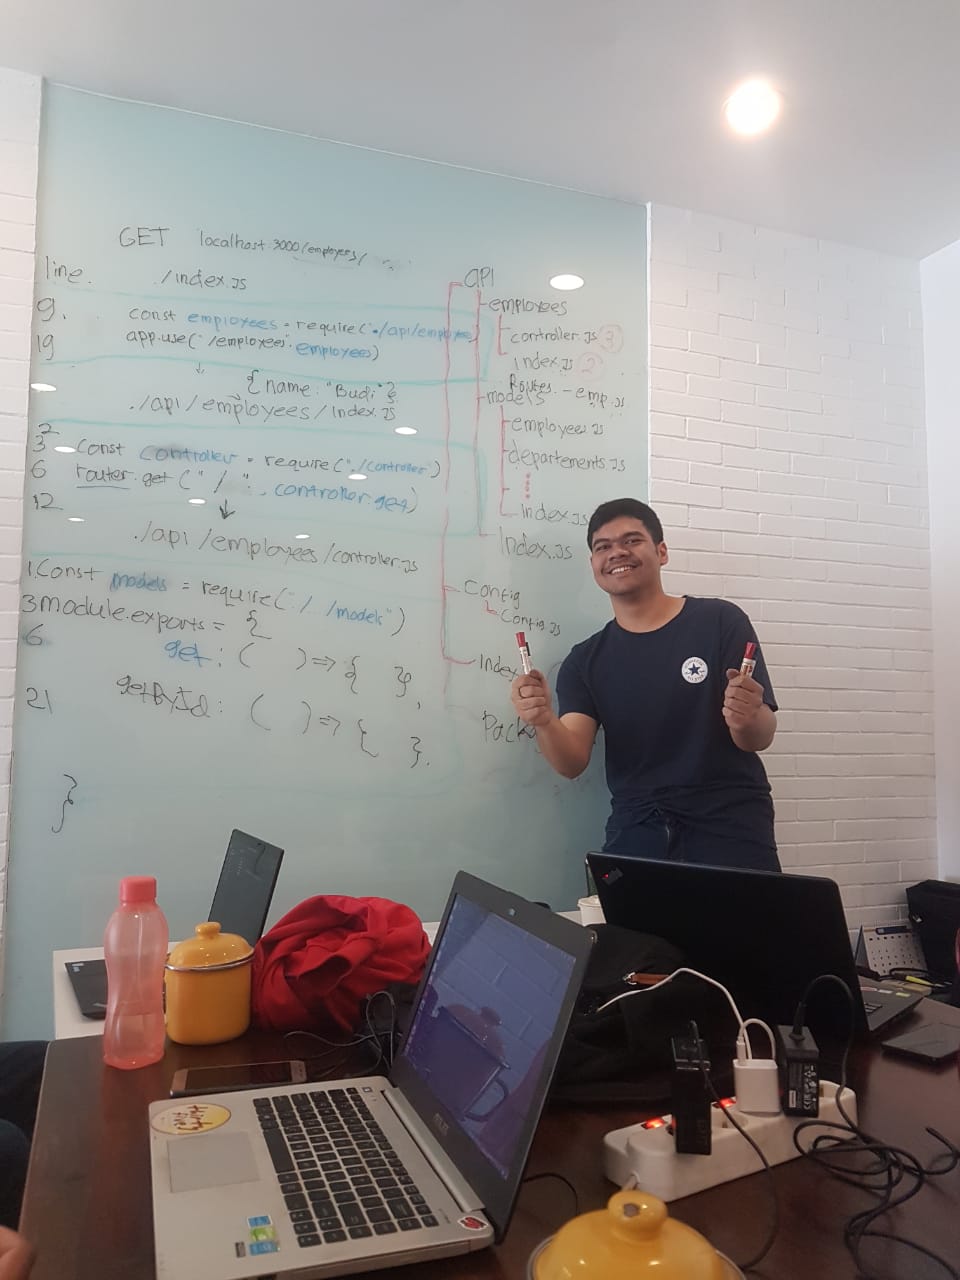 GET localhost:3000/employees/
line. ./index.js
9. const employees = require("./api/employees
19 app.use("/employees", employees)
↓
{name: "Budi"}
./api/employees/index.js
2
3 const controller = require("./controller")
6 router.get("/", controller.get)
12 ↓
./api/employees/controller.js
1. Const models = require("../../models")
3 module.exports = {
6 get: ( ) => { },
21 getById: ( ) => { }.
}
api
employees
controller.js 3
index.js 2
Routes. - emp.js
models
employee.js
departements.js
index.js
Index.js
Config
Config.js
Index
Pack
ASUS